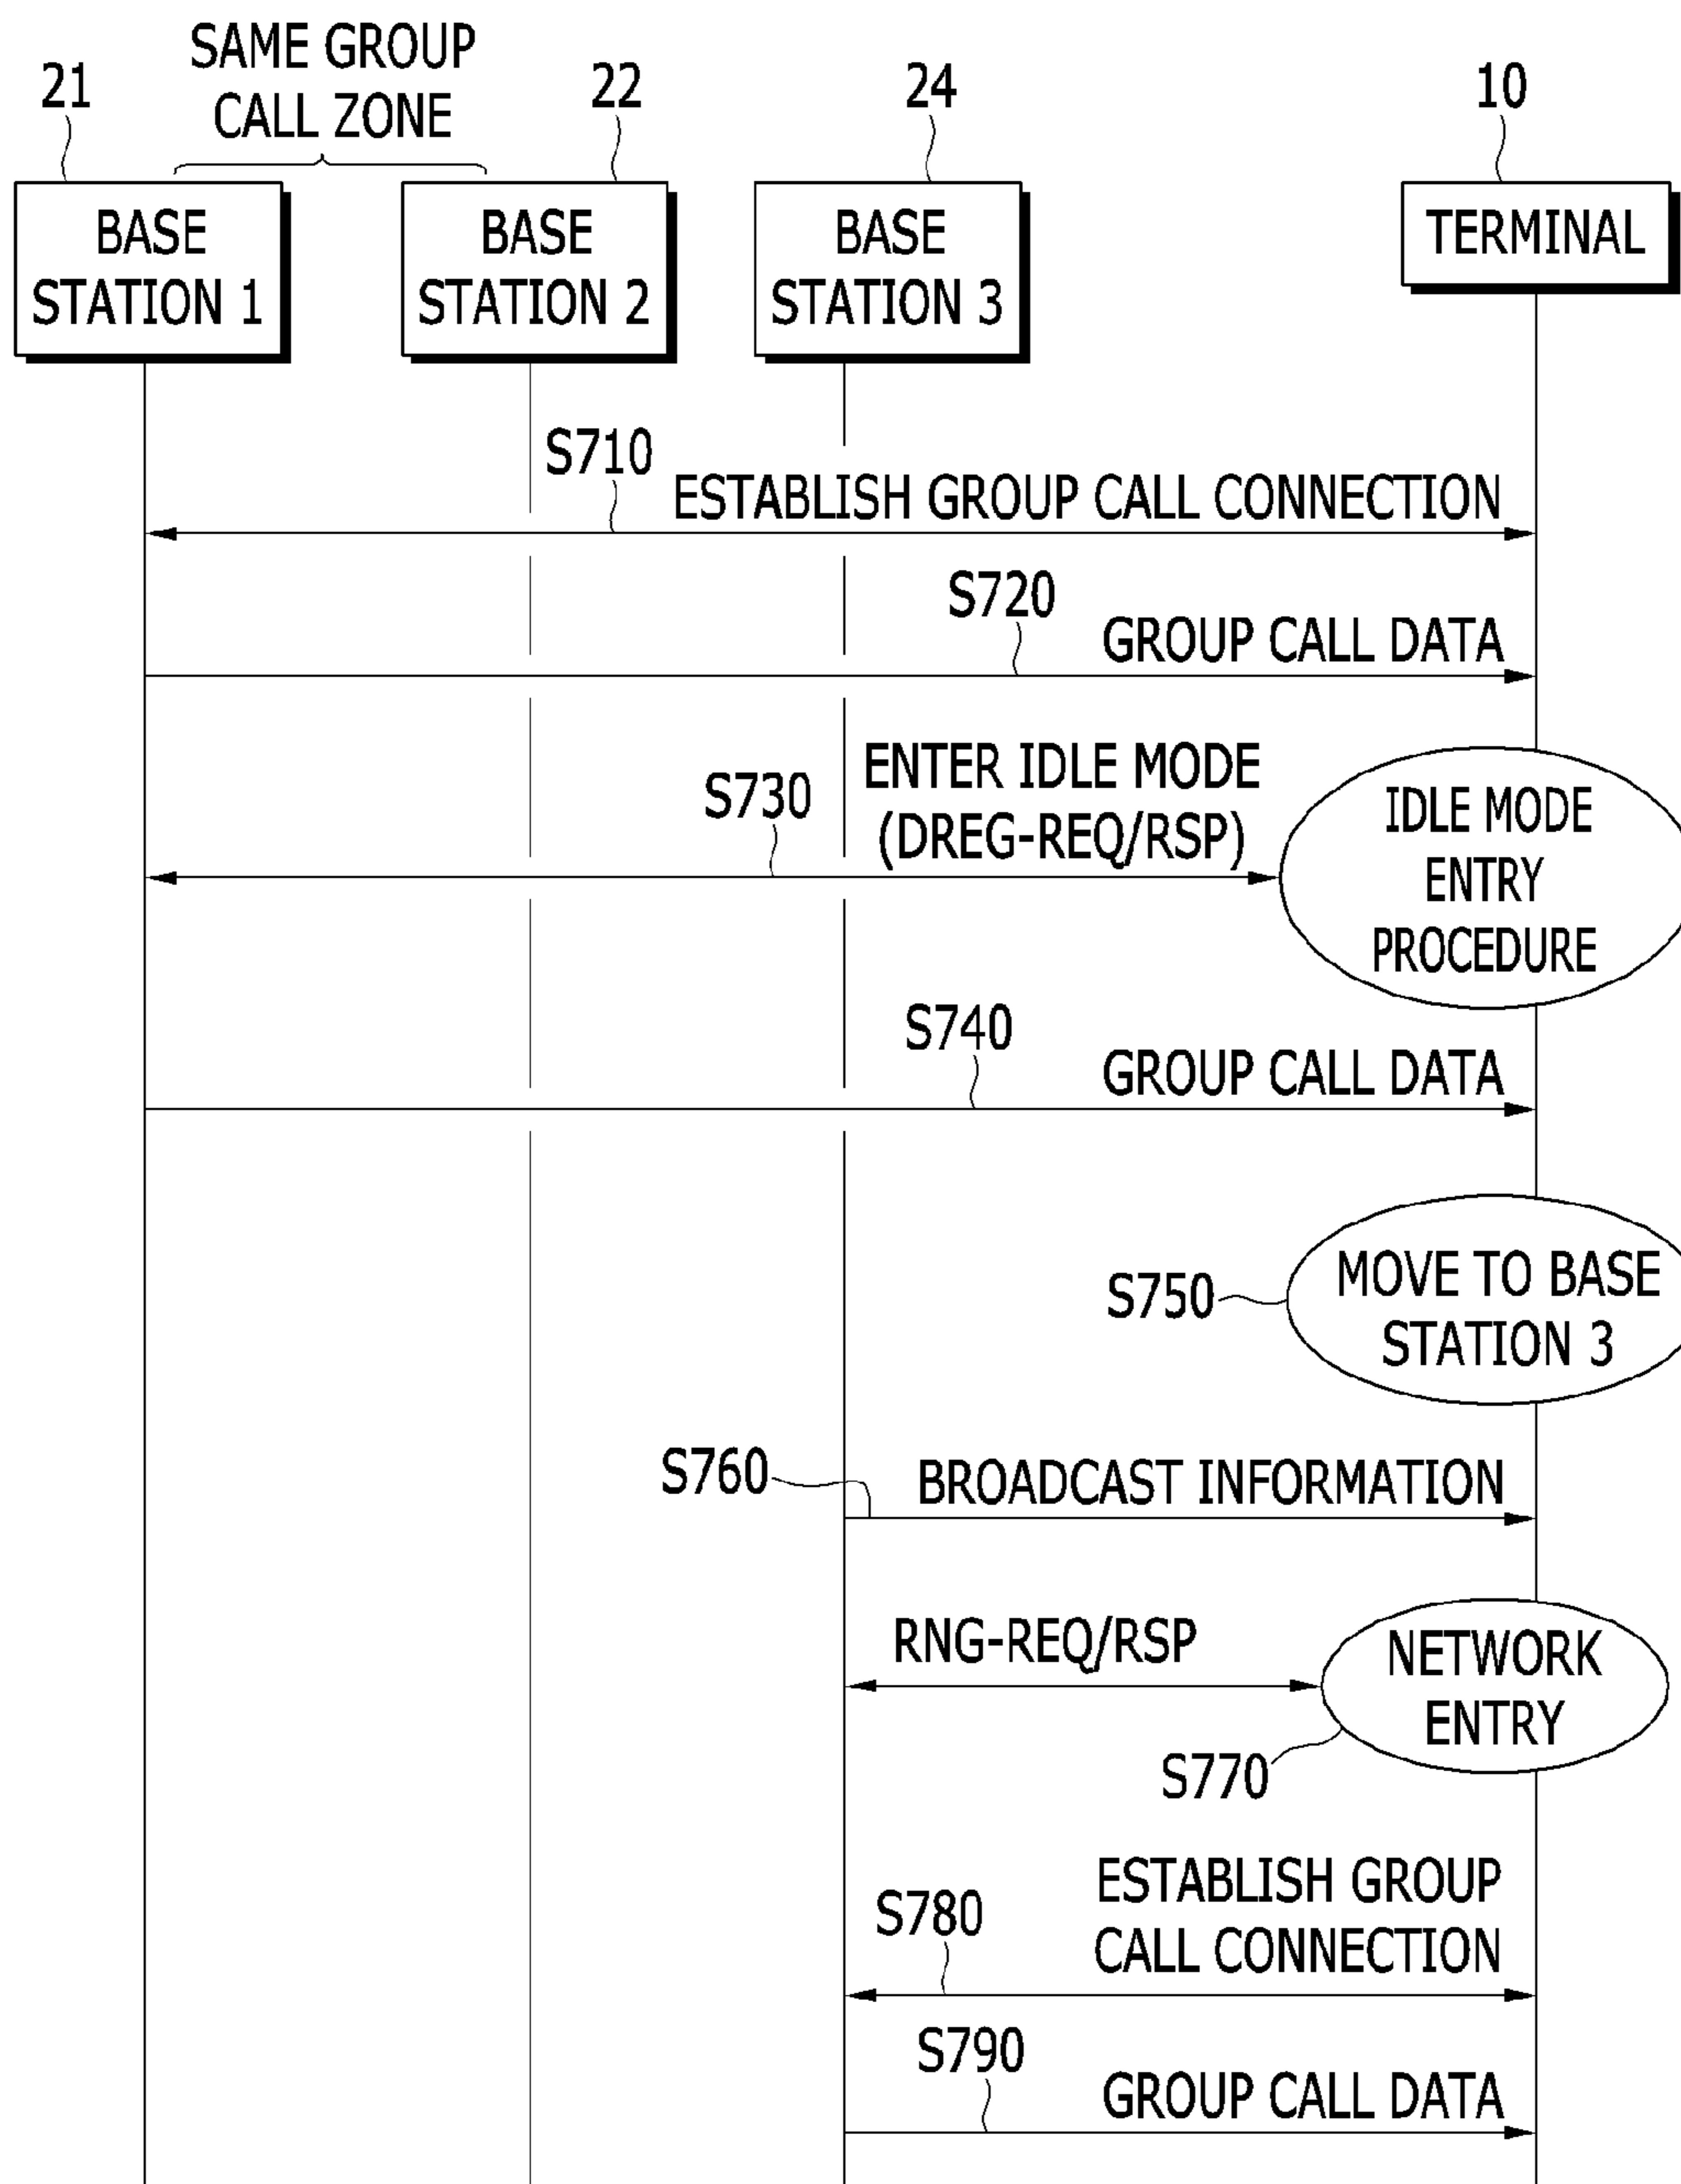 SAME GROUP
CALL ZONE
21
22
24
10
BASE
STATION 1
BASE
STATION 2
BASE
STATION 3
TERMINAL
S710
ESTABLISH GROUP CALL CONNECTION
S720
GROUP CALL DATA
S730
ENTER IDLE MODE
(DREG-REQ/RSP)
IDLE MODE
ENTRY
PROCEDURE
S740
GROUP CALL DATA
S750
MOVE TO BASE
STATION 3
S760
BROADCAST INFORMATION
RNG-REQ/RSP
NETWORK
ENTRY
S770
S780
ESTABLISH GROUP
CALL CONNECTION
S790
GROUP CALL DATA